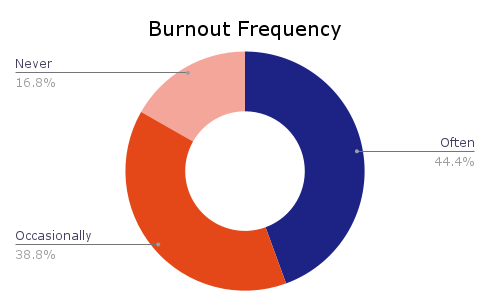 Burnout Frequency
Never
16.8%
Often
44.4%
Occasionally
38.8%